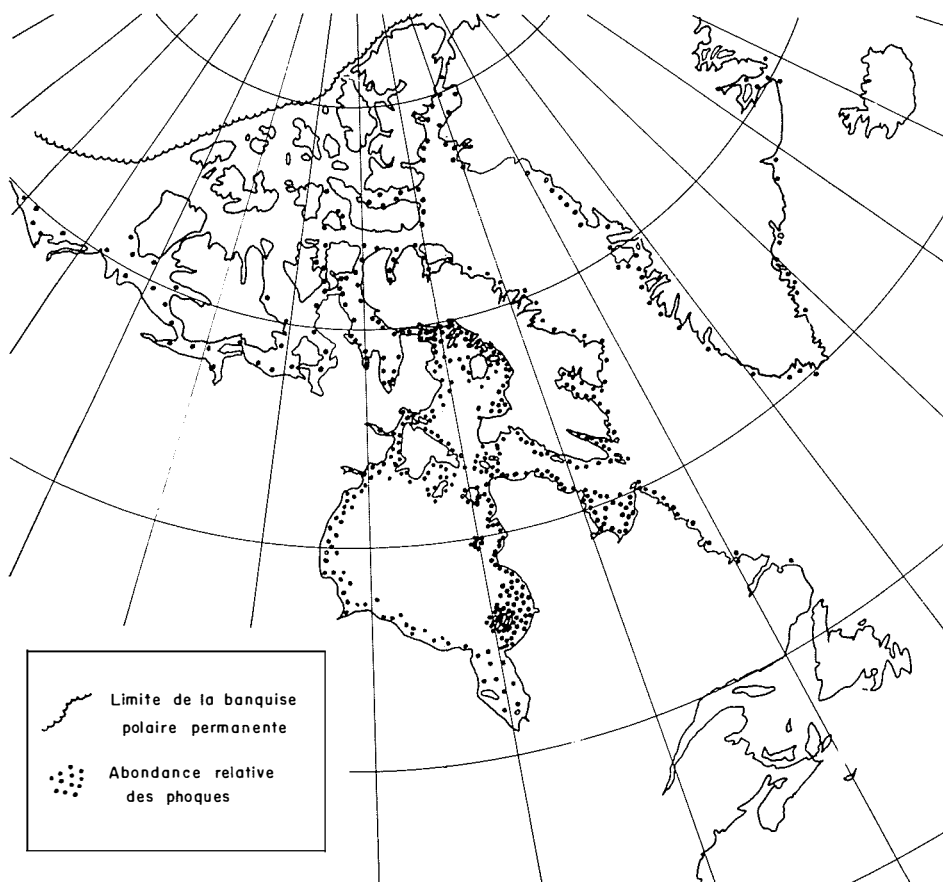 Limite de la banquise
polaire permanente
Abondance relative
des phoques